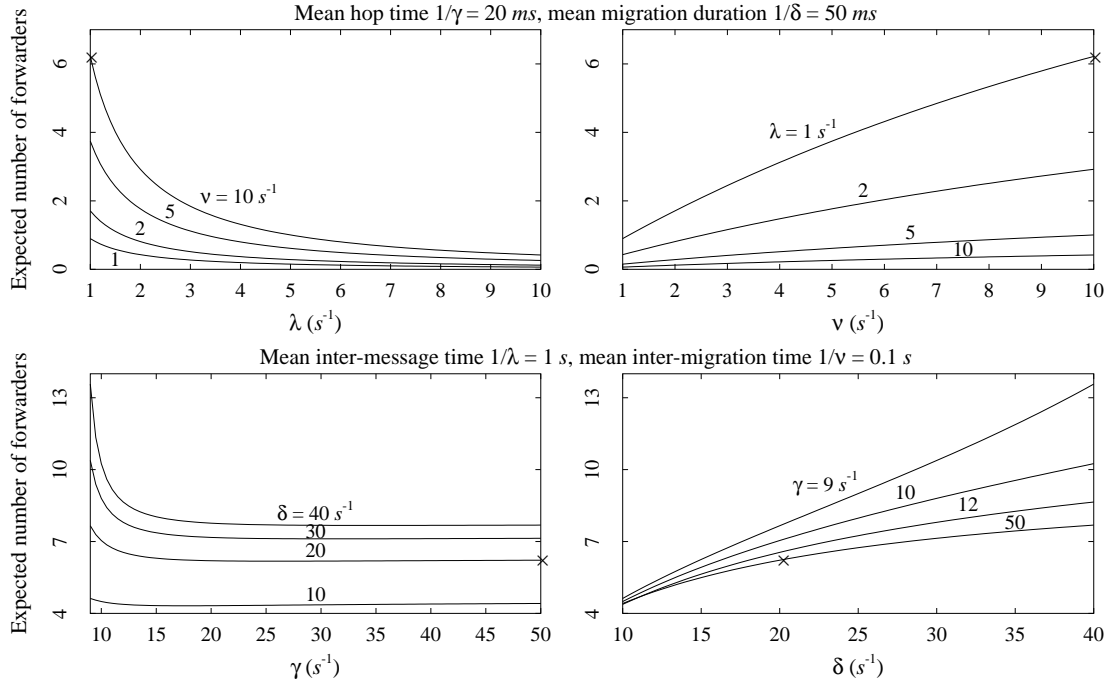 Mean hop time 1/γ = 20 ms, mean migration duration 1/δ = 50 ms
Expected number of forwarders
6
4
2
0
ν = 10 s⁻¹
5
2
1
1 2 3 4 5 6 7 8 9 10
λ (s⁻¹)
6
4
2
0
λ = 1 s⁻¹
2
5
10
1 2 3 4 5 6 7 8 9 10
ν (s⁻¹)
Mean inter-message time 1/λ = 1 s, mean inter-migration time 1/ν = 0.1 s
Expected number of forwarders
13
10
7
4
δ = 40 s⁻¹
30
20
10
10 15 20 25 30 35 40 45 50
γ (s⁻¹)
13
10
7
4
γ = 9 s⁻¹
10
12
50
10 15 20 25 30 35 40
δ (s⁻¹)